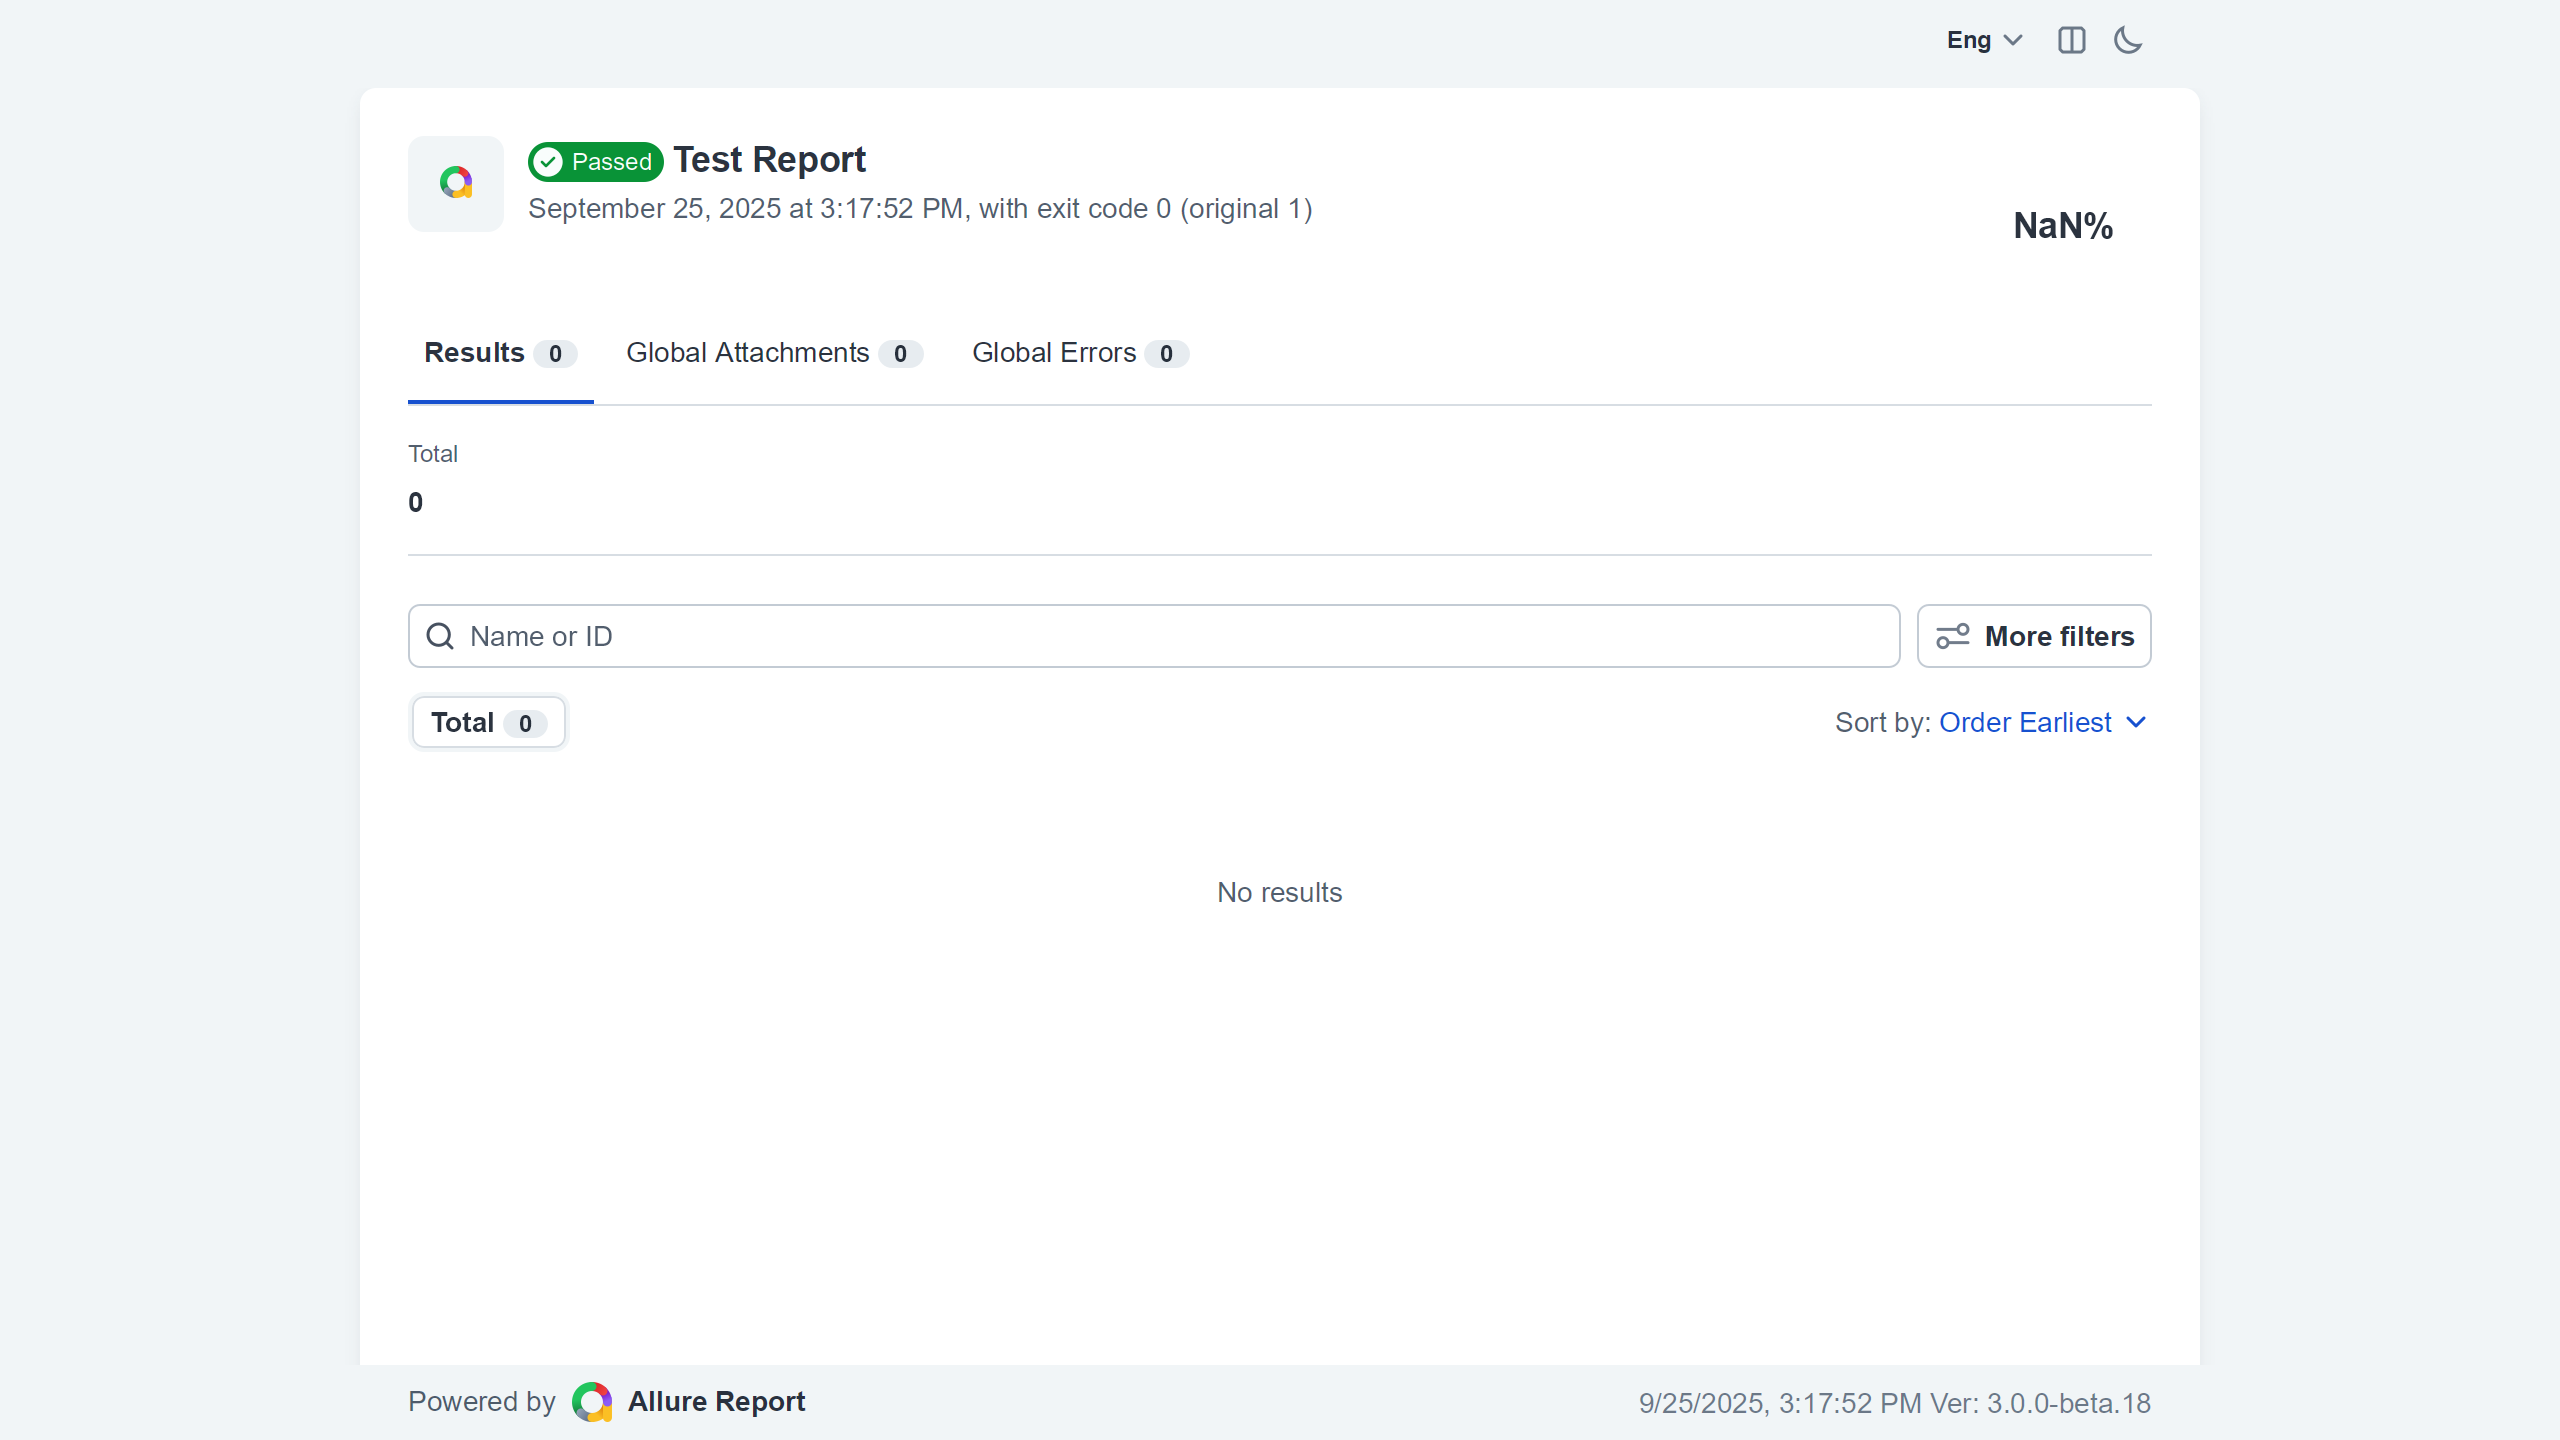 Eng
Passed Test Report
September 25, 2025 at 3:17:52 PM, with exit code 0 (original 1)
NaN%
Results 0 Global Attachments 0 Global Errors 0
Total
0
Name or ID
More filters
Total 0
Sort by: Order Earliest
No results
Powered by Allure Report
9/25/2025, 3:17:52 PM Ver: 3.0.0-beta.18